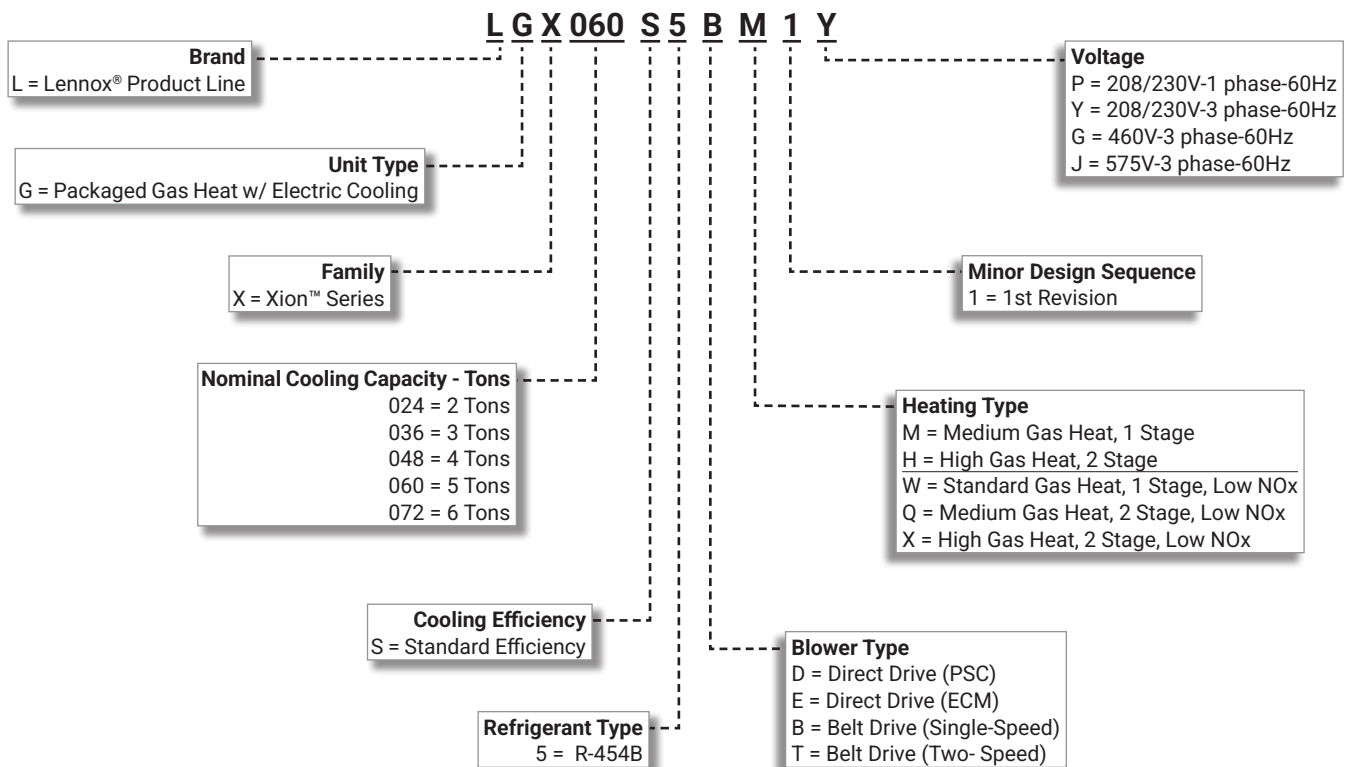 L G X 060 S 5 B M 1 Y
Brand
L = Lennox® Product Line
Voltage
P = 208/230V-1 phase-60Hz
Y = 208/230V-3 phase-60Hz
G = 460V-3 phase-60Hz
J = 575V-3 phase-60Hz
Unit Type
G = Packaged Gas Heat w/ Electric Cooling
Family
X = Xion™ Series
Minor Design Sequence
1 = 1st Revision
Nominal Cooling Capacity - Tons
024 = 2 Tons
036 = 3 Tons
048 = 4 Tons
060 = 5 Tons
072 = 6 Tons
Heating Type
M = Medium Gas Heat, 1 Stage
H = High Gas Heat, 2 Stage
W = Standard Gas Heat, 1 Stage, Low NOx
Q = Medium Gas Heat, 2 Stage, Low NOx
X = High Gas Heat, 2 Stage, Low NOx
Cooling Efficiency
S = Standard Efficiency
Blower Type
D = Direct Drive (PSC)
E = Direct Drive (ECM)
B = Belt Drive (Single-Speed)
T = Belt Drive (Two- Speed)
Refrigerant Type
5 = R-454B